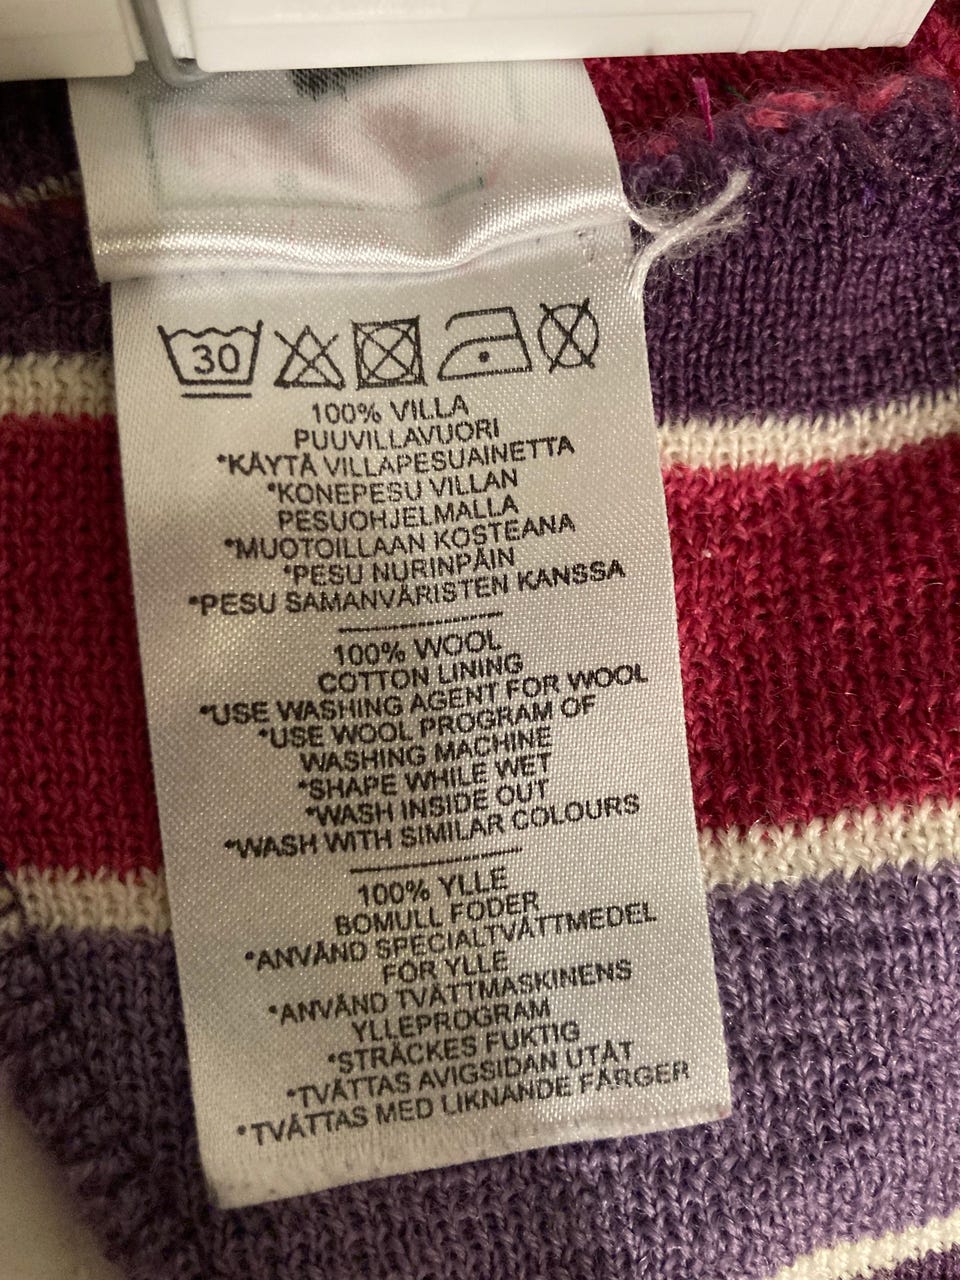 30
100% VILLA
PUUVILLAVUORI
*KÄYTÄ VILLAPESUAINETTA
*KONEPESU VILLAN
PESUOHJELMALLA
*MUOTOILLAAN KOSTEANA
*PESU NURINPÄIN
*PESU SAMANVÄRISTEN KANSSA
100% WOOL
COTTON LINING
*USE WASHING AGENT FOR WOOL
*USE WOOL PROGRAM OF
WASHING MACHINE
*SHAPE WHILE WET
*WASH INSIDE OUT
*WASH WITH SIMILAR COLOURS
100% YLLE
BOMULL FODER
*ANVÄND SPECIALTVÄTTMEDEL
FÖR YLLE
*ANVÄND TVÄTTMASKINENS
YLLEPROGRAM
*STRÄCKES FUKTIG
*TVÄTTAS AVIGSIDAN UTÅT
*TVÄTTAS MED LIKNANDE FÄRGER